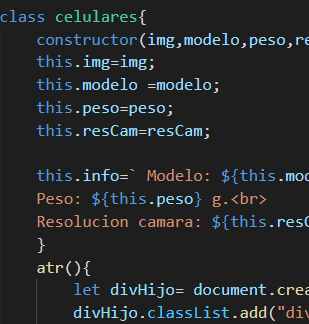 class celulares{
constructor(img,modelo,peso,re
this.img=img;
this.modelo =modelo;
this.peso=peso;
this.resCam=resCam;
this.info=` Modelo: ${this.mod
Peso: ${this.peso} g.<br>
Resolucion camara: ${this.resC
}
atr(){
let divHijo= document.crea
divHijo.classList.add("div